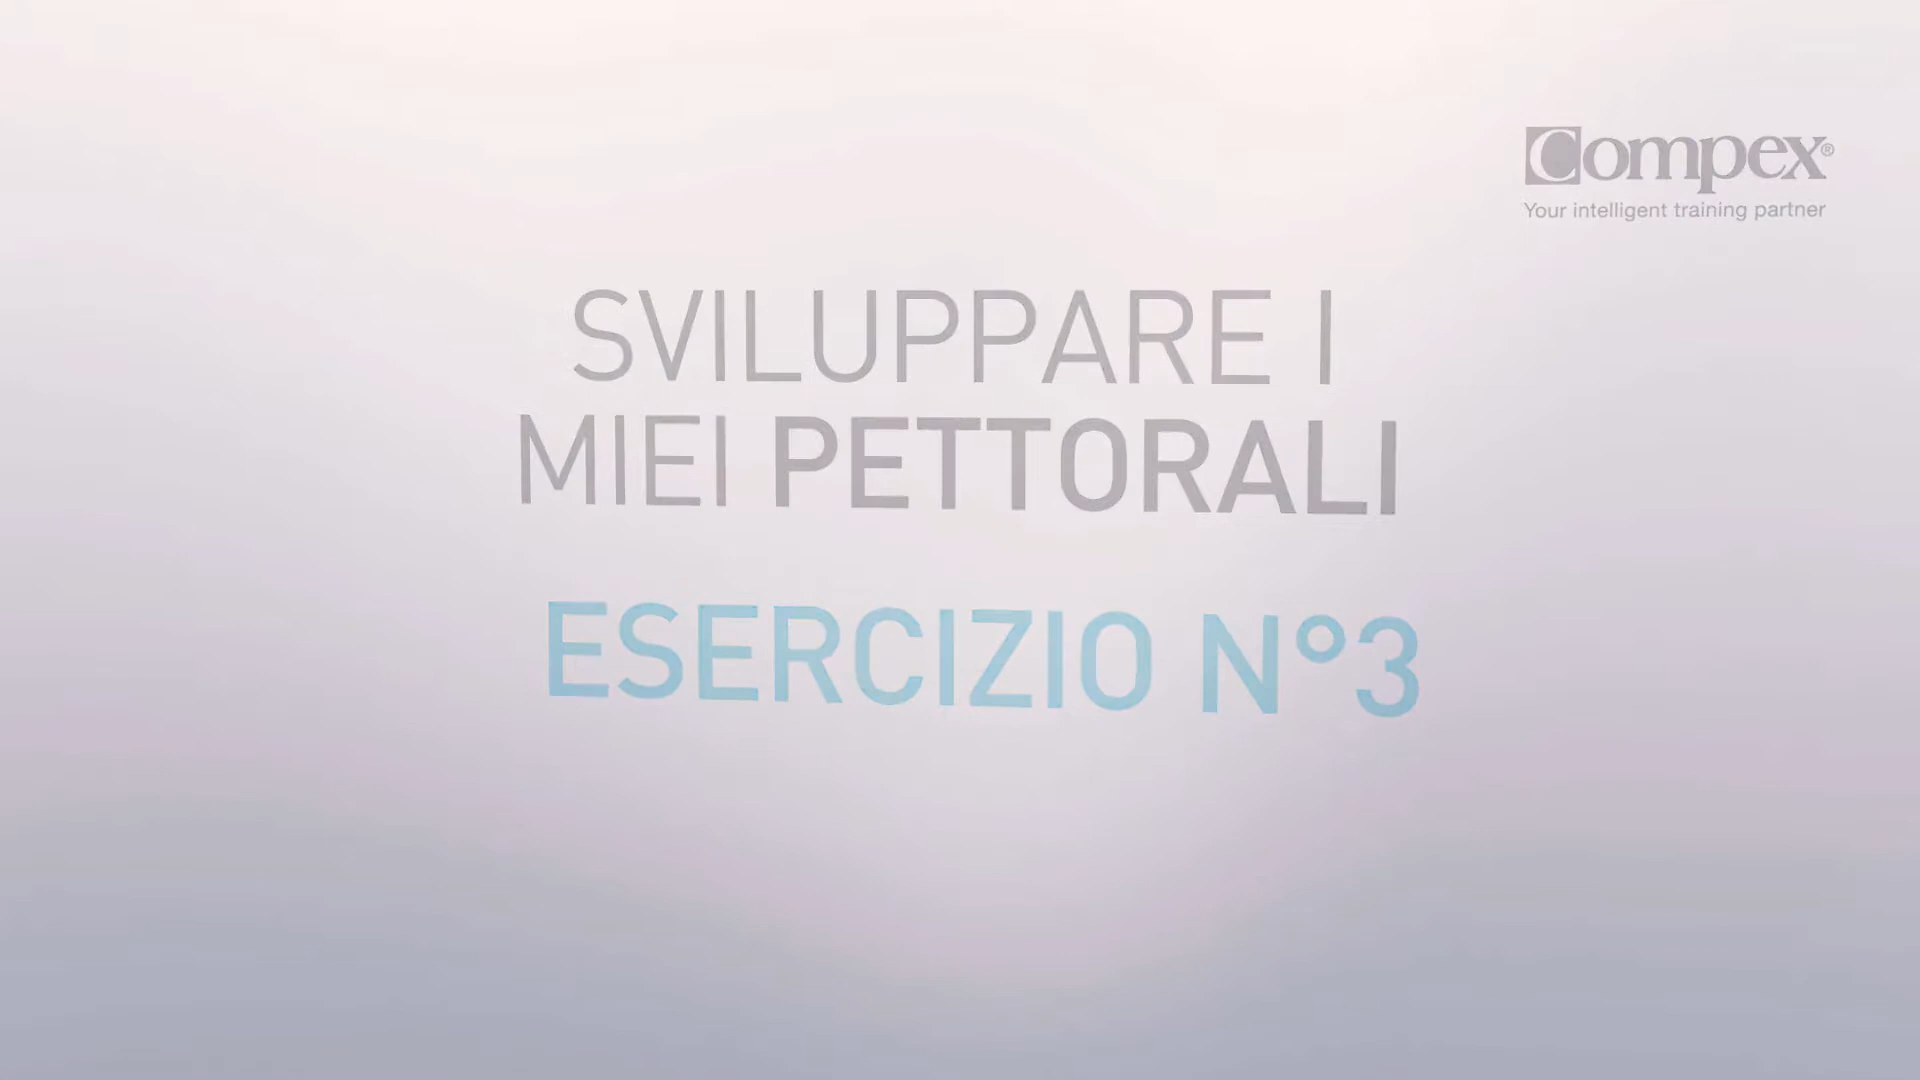 Compex®
Your intelligent training partner
SVILUPPARE I
MIEI PETTORALI
ESERCIZIO N°3